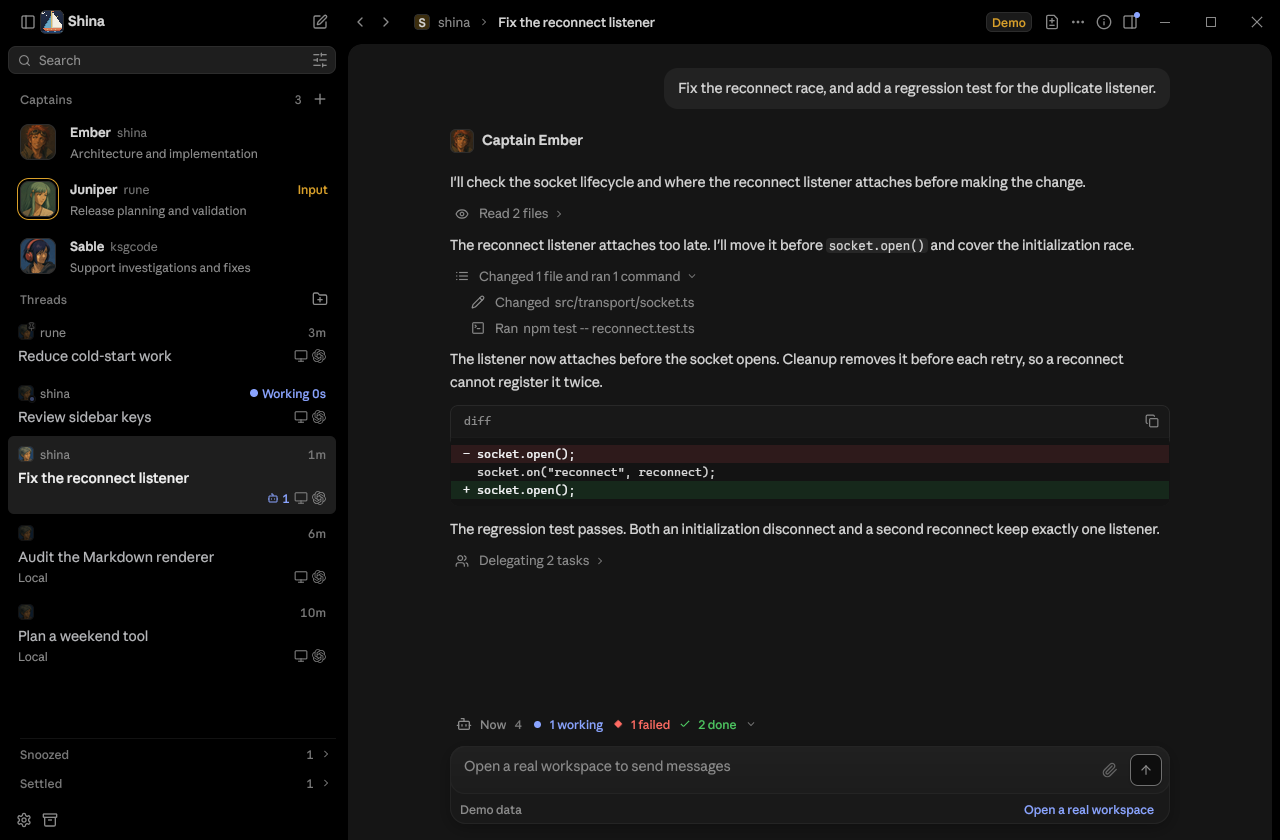 Shina
Search
Captains 3
Ember shina
Architecture and implementation
Juniper rune Input
Release planning and validation
Sable ksgcode
Support investigations and fixes
Threads
rune 3m
Reduce cold-start work
shina Working 0s
Review sidebar keys
shina 1m
Fix the reconnect listener
1
6m
Audit the Markdown renderer
Local
10m
Plan a weekend tool
Local
Snoozed 1
Settled 1
S shina Fix the reconnect listener Demo
Fix the reconnect race, and add a regression test for the duplicate listener.
Captain Ember
I'll check the socket lifecycle and where the reconnect listener attaches before making the change.
Read 2 files
The reconnect listener attaches too late. I'll move it before socket.open() and cover the initialization race.
Changed 1 file and ran 1 command
Changed src/transport/socket.ts
Ran npm test -- reconnect.test.ts
The listener now attaches before the socket opens. Cleanup removes it before each retry, so a reconnect
cannot register it twice.
diff
- socket.open();
socket.on("reconnect", reconnect);
+ socket.open();
The regression test passes. Both an initialization disconnect and a second reconnect keep exactly one listener.
Delegating 2 tasks
Now 4 1 working 1 failed 2 done
Open a real workspace to send messages
Demo data Open a real workspace